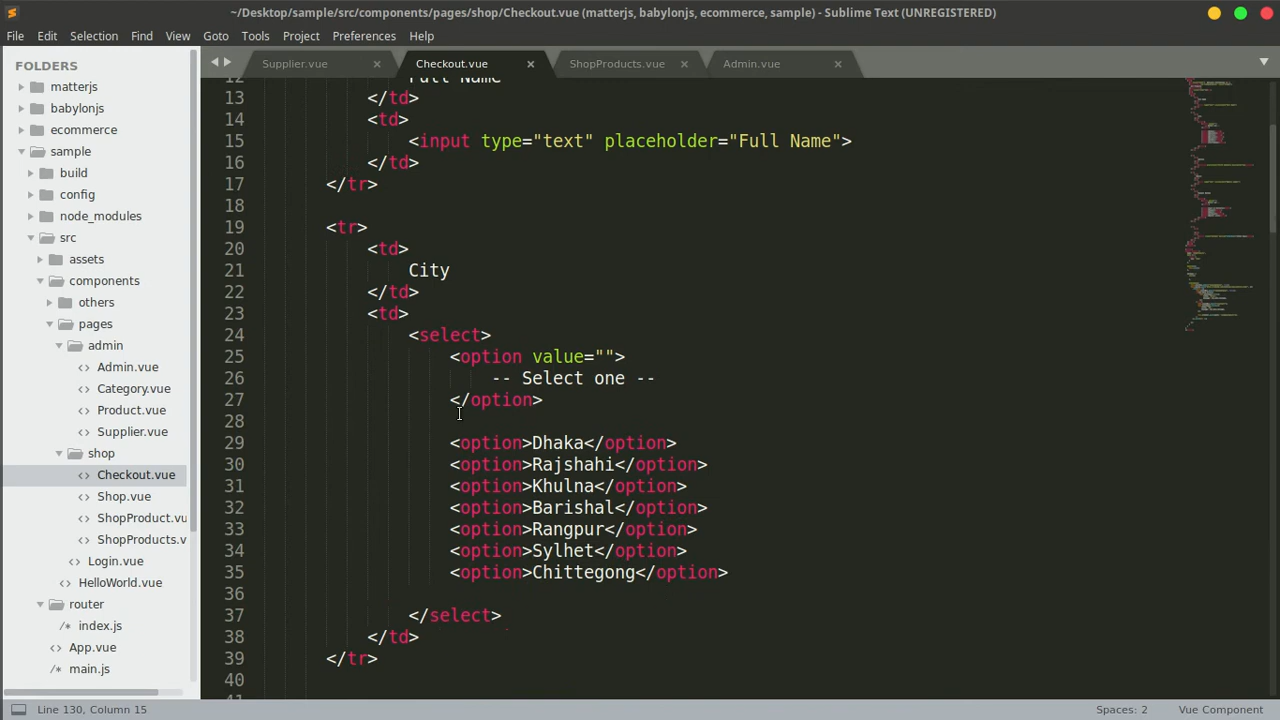 ~/Desktop/sample/src/components/pages/shop/Checkout.vue (matterjs, babylonjs, ecommerce, sample) - Sublime Text (UNREGISTERED)
File Edit Selection Find View Goto Tools Project Preferences Help
FOLDERS
matterjs
babylonjs
ecommerce
sample
build
config
node_modules
src
assets
components
others
pages
admin
<> Admin.vue
<> Category.vue
<> Product.vue
<> Supplier.vue
shop
<> Checkout.vue
<> Shop.vue
<> ShopProduct.vu
<> ShopProducts.v
<> Login.vue
<> HelloWorld.vue
router
/* index.js
<> App.vue
/* main.js
Supplier.vue × Checkout.vue × ShopProducts.vue × Admin.vue ×
12 Full Name
13 </td>
14 <td>
15 <input type="text" placeholder="Full Name">
16 </td>
17 </tr>
18
19 <tr>
20 <td>
21 City
22 </td>
23 <td>
24 <select>
25 <option value="">
26 -- Select one --
27 </option>
28
29 <option>Dhaka</option>
30 <option>Rajshahi</option>
31 <option>Khulna</option>
32 <option>Barishal</option>
33 <option>Rangpur</option>
34 <option>Sylhet</option>
35 <option>Chittegong</option>
36
37 </select>
38 </td>
39 </tr>
40
41
Line 130, Column 15 Spaces: 2 Vue Component